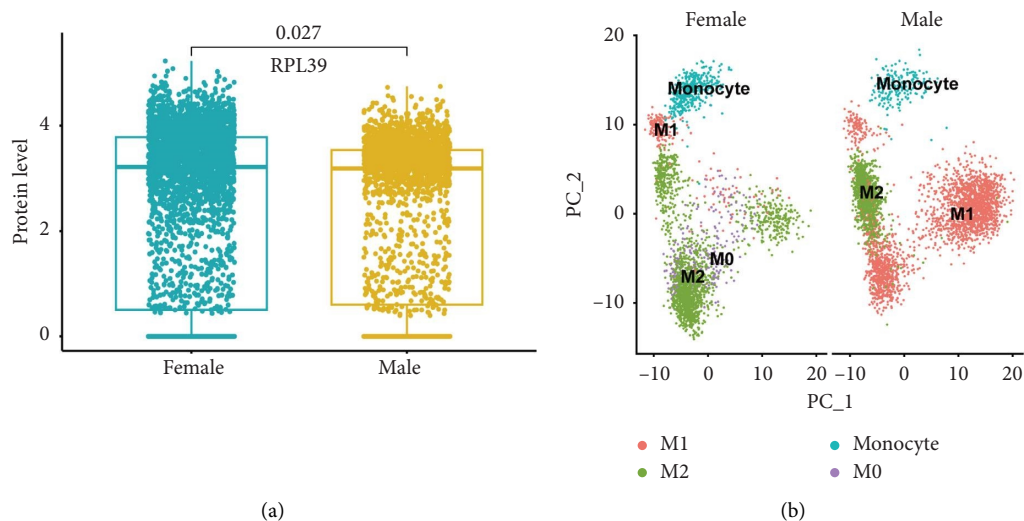 0.027
RPL39
Protein level
4
2
0
Female
Male
(a)
Female
Male
20
10
0
−10
PC_2
Monocyte
M1
M2
M0
Monocyte
M2
M1
−10
0
10
20
−10
0
10
20
PC_1
M1
Monocyte
M2
M0
(b)